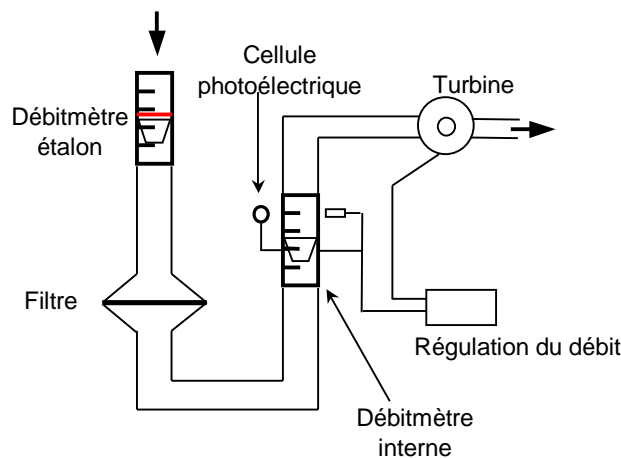 Cellule
photoélectrique
Turbine
Débitmètre
étalon
Filtre
Régulation du débit
Débitmètre
interne